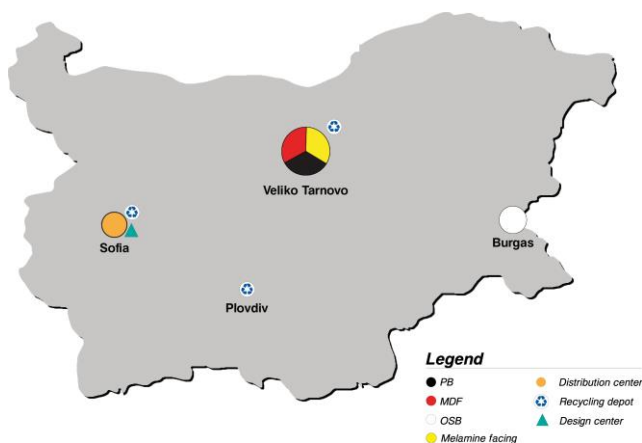 Veliko Tarnovo
Sofia
Burgas
Plovdiv
Legend
PB
Distribution center
MDF
Recycling depot
OSB
Design center
Melamine facing